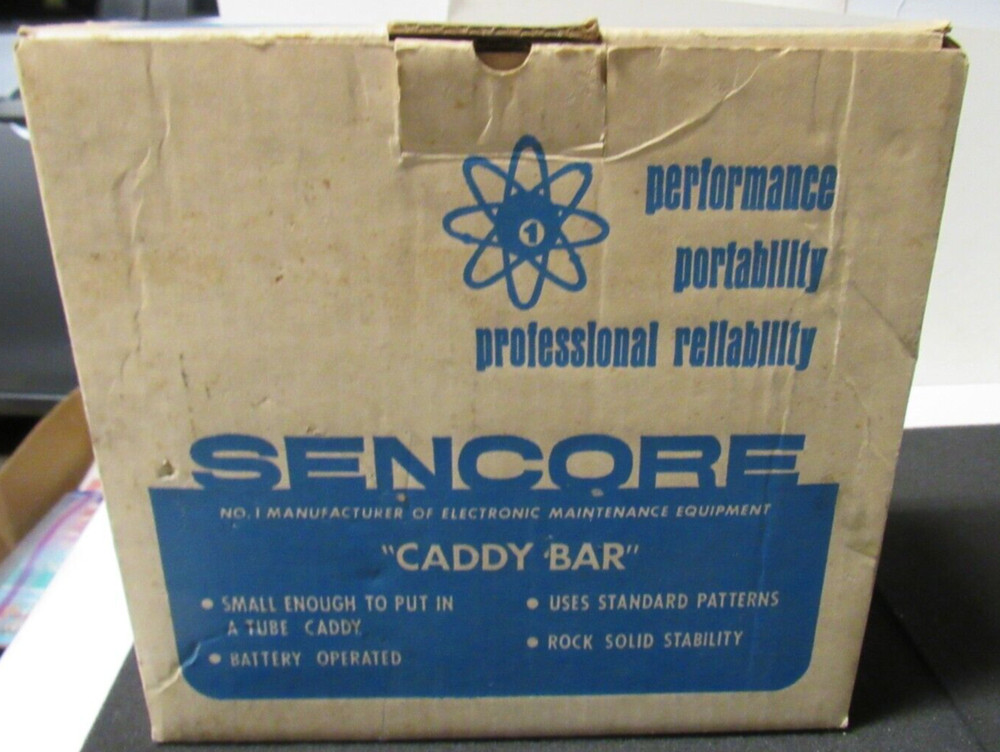 1
performance
portability
professional reliability
SENCORE
NO. 1 MANUFACTURER OF ELECTRONIC MAINTENANCE EQUIPMENT
"CADDY BAR"
• SMALL ENOUGH TO PUT IN
A TUBE CADDY
• BATTERY OPERATED
• USES STANDARD PATTERNS
• ROCK SOLID STABILITY